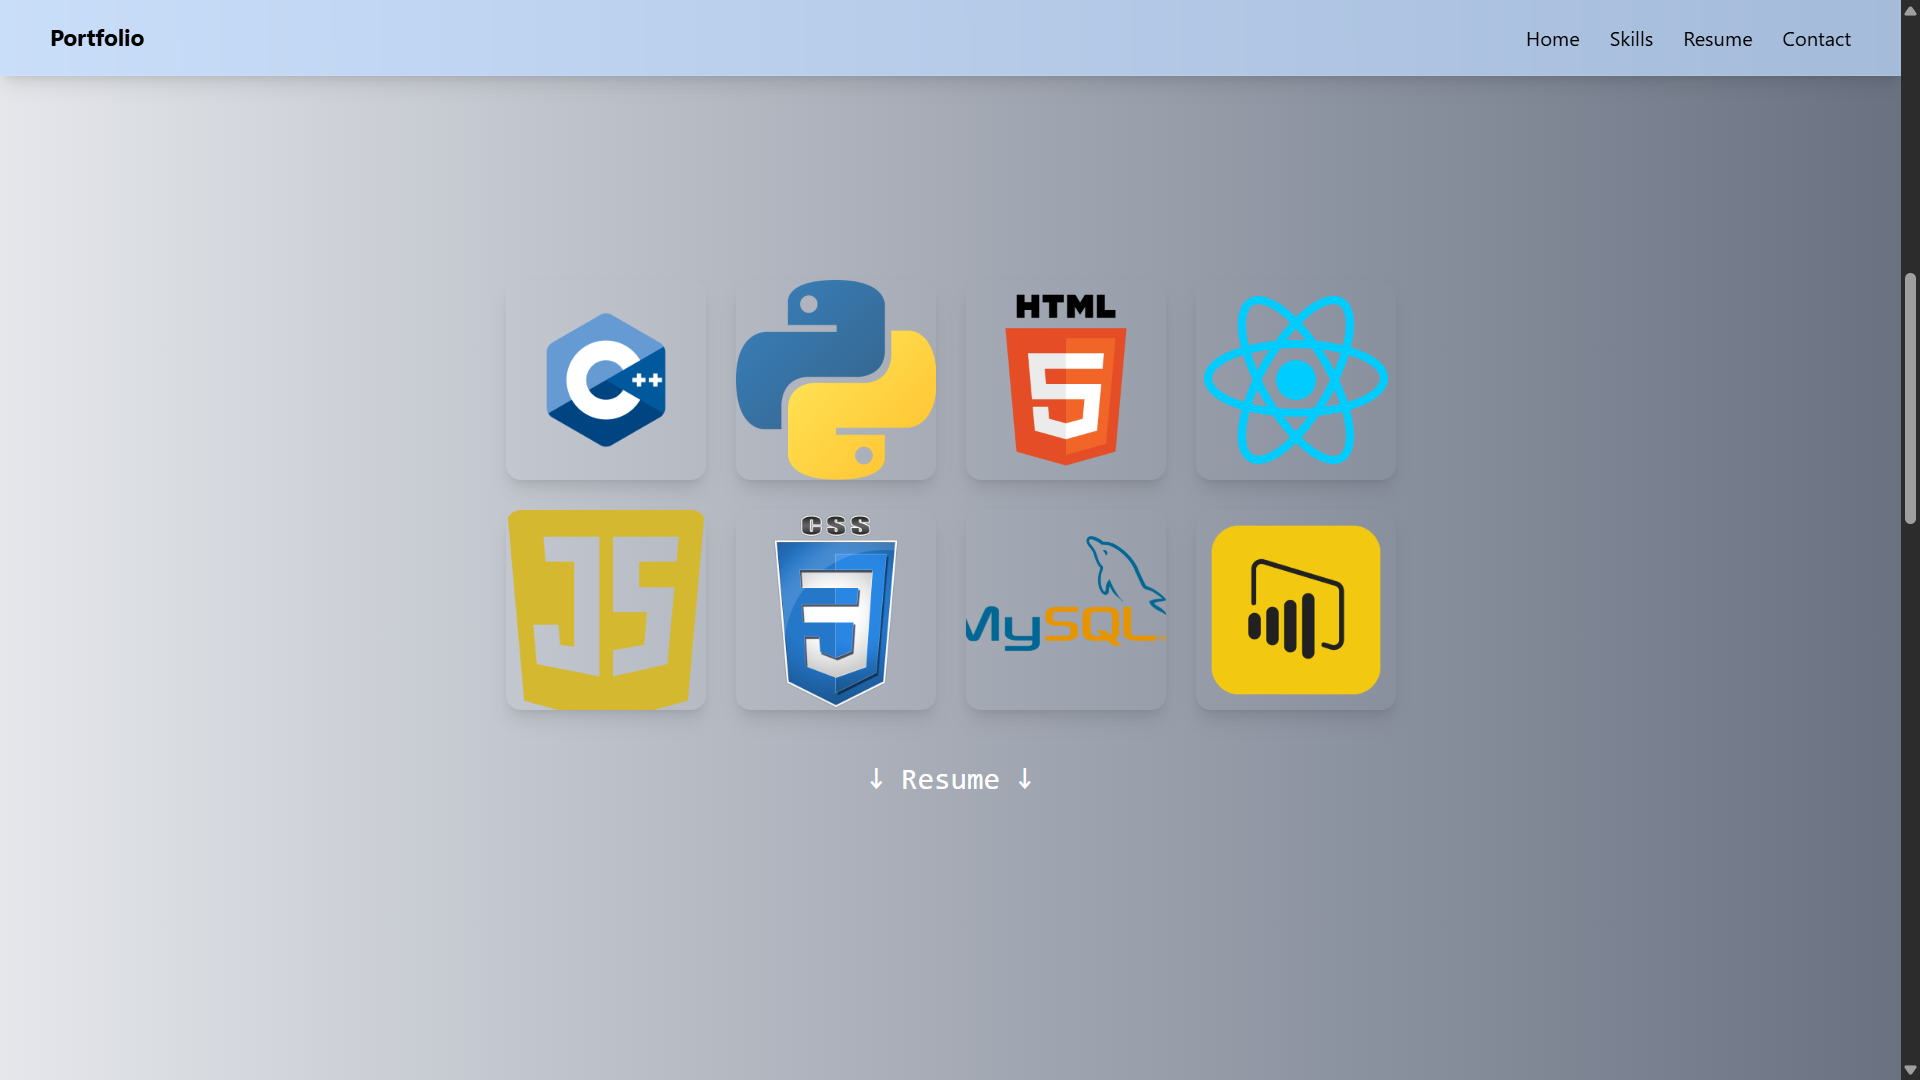 Portfolio
Home Skills Resume Contact
C++
HTML
5
JS
CSS
3
MySQL
↓ Resume ↓